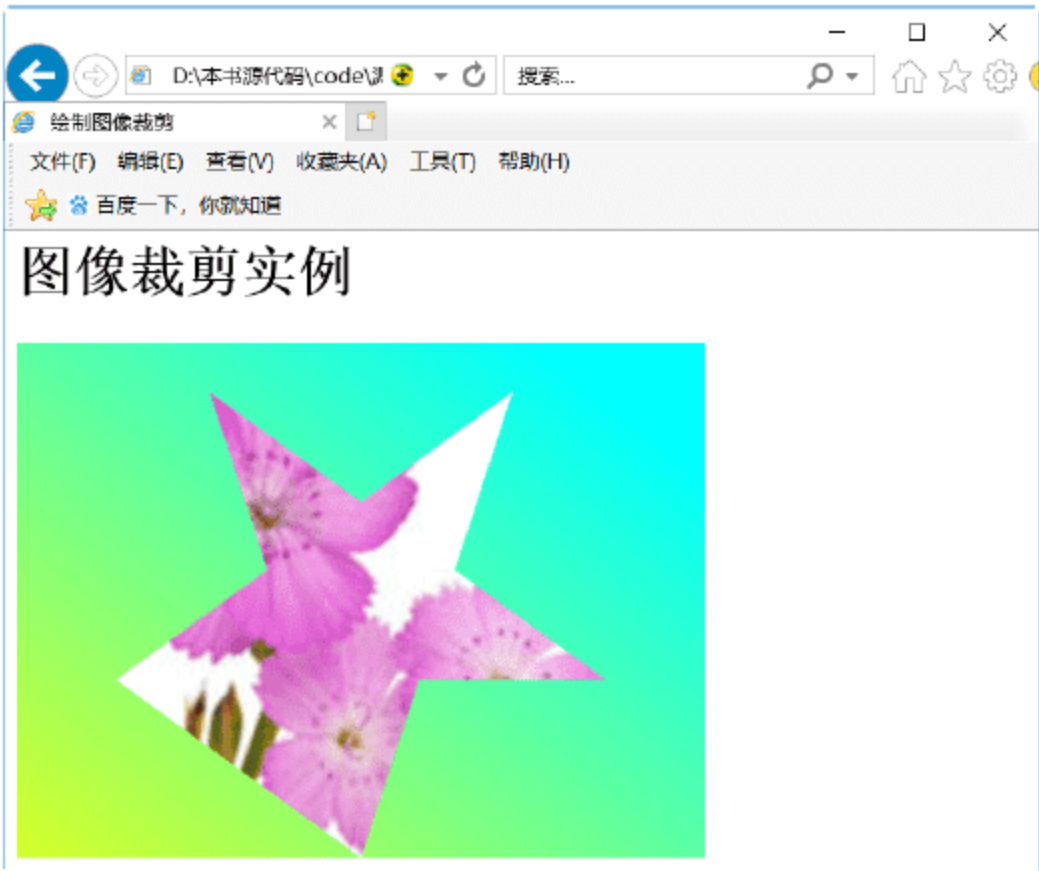 D:\本书源代码\code\
搜索...
绘制图像裁剪
文件(F) 编辑(E) 查看(V) 收藏夹(A) 工具(T) 帮助(H)
百度一下，你就知道
图像裁剪实例